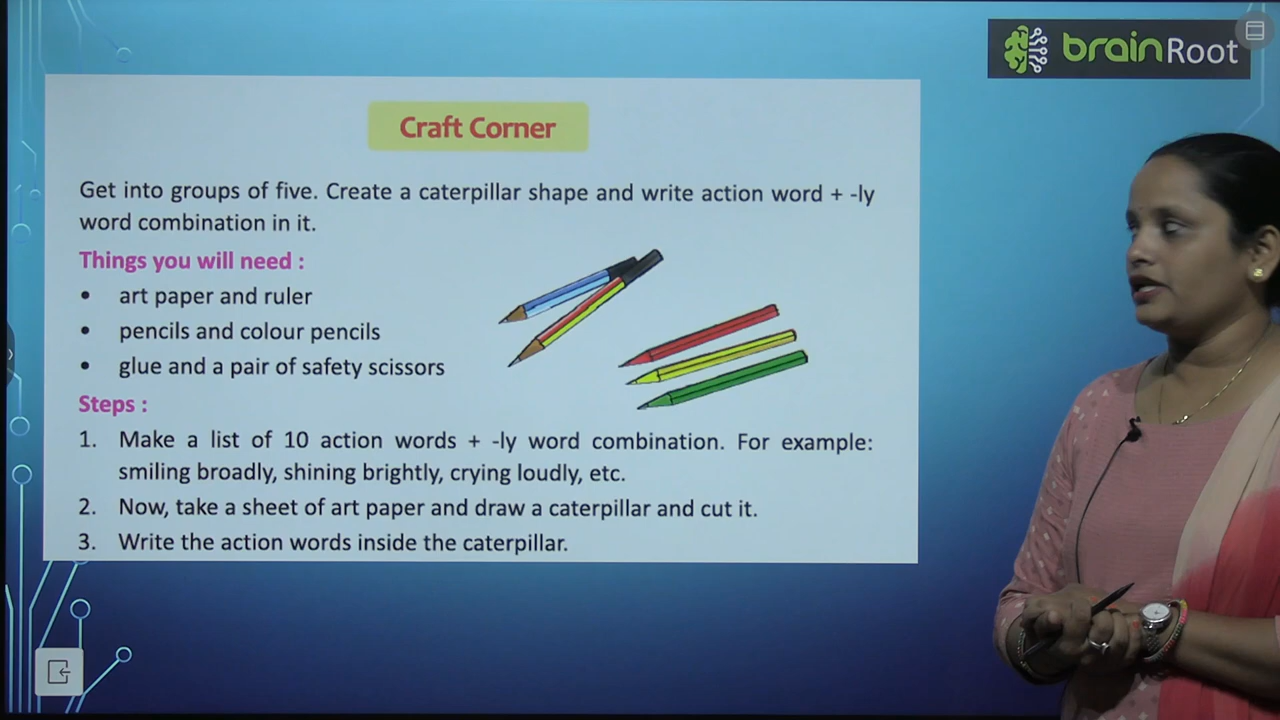 brainRoot
Craft Corner
Get into groups of five. Create a caterpillar shape and write action word + -ly
word combination in it.
Things you will need :
• art paper and ruler
• pencils and colour pencils
• glue and a pair of safety scissors
Steps :
1. Make a list of 10 action words + -ly word combination. For example:
smiling broadly, shining brightly, crying loudly, etc.
2. Now, take a sheet of art paper and draw a caterpillar and cut it.
3. Write the action words inside the caterpillar.